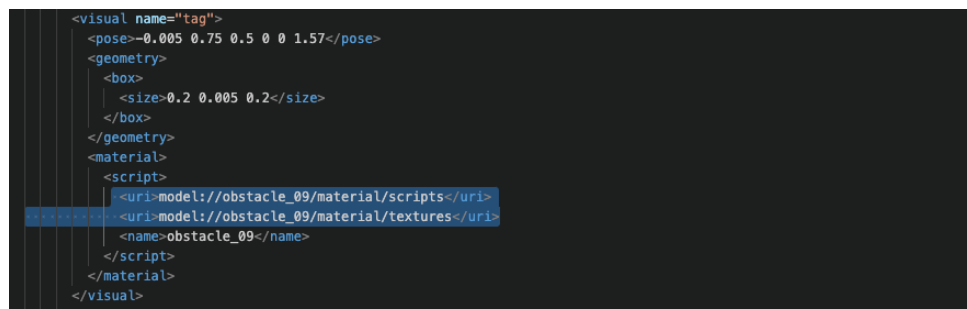 <visual name="tag">
<pose>-0.005 0.75 0.5 0 0 1.57</pose>
<geometry>
<box>
<size>0.2 0.005 0.2</size>
</box>
</geometry>
<material>
<script>
<uri>model://obstacle_09/material/scripts</uri>
<uri>model://obstacle_09/material/textures</uri>
<name>obstacle_09</name>
</script>
</material>
</visual>